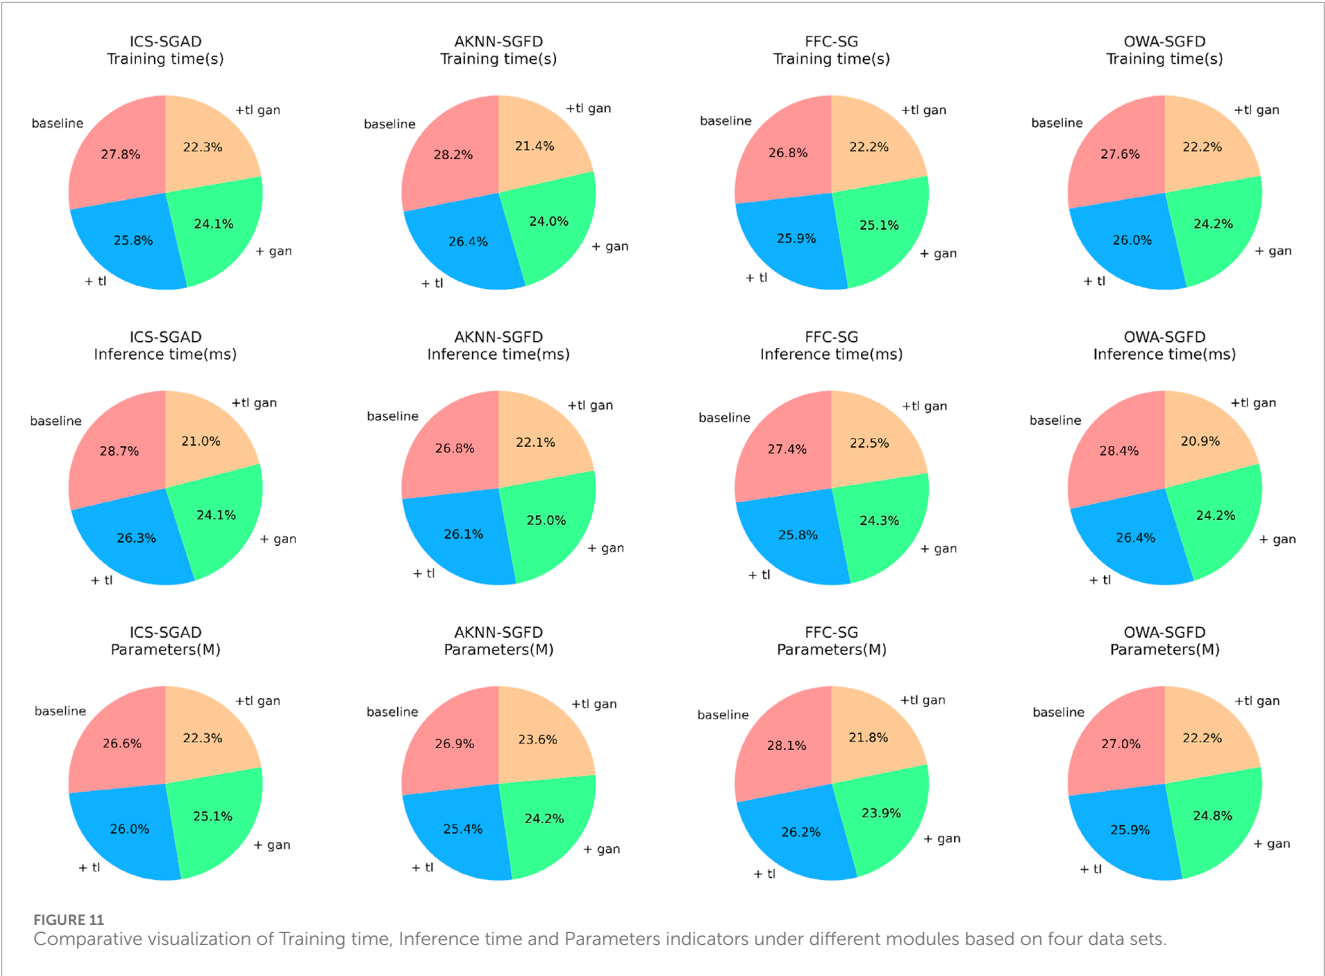 ICS-SGAD
Training time(s)
baseline
+tl gan
27.8%
22.3%
25.8%
24.1%
+ tl
+ gan
AKNN-SGFD
Training time(s)
baseline
+tl gan
28.2%
21.4%
26.4%
24.0%
+ tl
+ gan
FFC-SG
Training time(s)
baseline
+tl gan
26.8%
22.2%
25.9%
25.1%
+ tl
+ gan
OWA-SGFD
Training time(s)
baseline
+tl gan
27.6%
22.2%
26.0%
24.2%
+ tl
+ gan
ICS-SGAD
Inference time(ms)
baseline
+tl gan
28.7%
21.0%
26.3%
24.1%
+ tl
+ gan
AKNN-SGFD
Inference time(ms)
baseline
+tl gan
26.8%
22.1%
26.1%
25.0%
+ tl
+ gan
FFC-SG
Inference time(ms)
baseline
+tl gan
27.4%
22.5%
25.8%
24.3%
+ tl
+ gan
OWA-SGFD
Inference time(ms)
baseline
+tl gan
28.4%
20.9%
26.4%
24.2%
+ tl
+ gan
ICS-SGAD
Parameters(M)
baseline
+tl gan
26.6%
22.3%
26.0%
25.1%
+ tl
+ gan
AKNN-SGFD
Parameters(M)
baseline
+tl gan
26.9%
23.6%
25.4%
24.2%
+ tl
+ gan
FFC-SG
Parameters(M)
baseline
+tl gan
28.1%
21.8%
26.2%
23.9%
+ tl
+ gan
OWA-SGFD
Parameters(M)
baseline
+tl gan
27.0%
22.2%
25.9%
24.8%
+ tl
+ gan
FIGURE 11
Comparative visualization of Training time, Inference time and Parameters indicators under different modules based on four data sets.